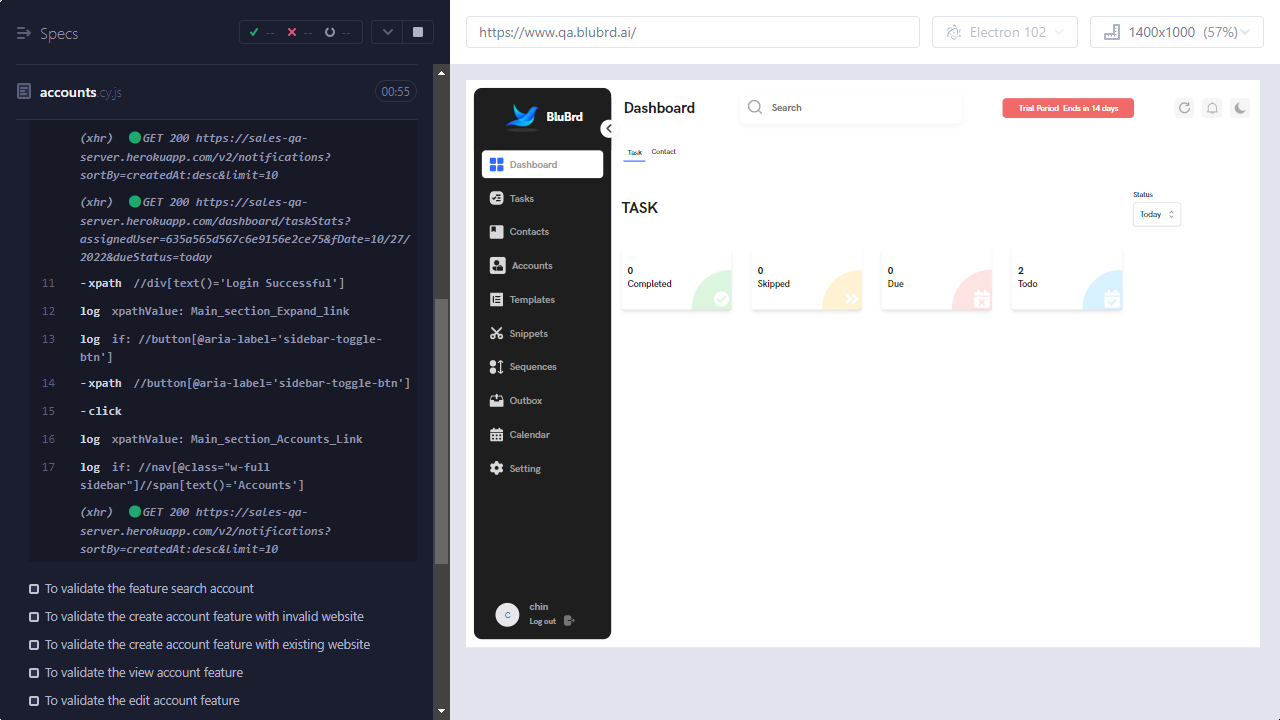 Specs
-- -- --
accounts.cy.js
00:55
(xhr) GET 200 https://sales-qa-
server.herokuapp.com/v2/notifications?
sortBy=createdAt:desc&limit=10
(xhr) GET 200 https://sales-qa-
server.herokuapp.com/dashboard/taskStats?
assignedUser=635a565d567c6e9156e2ce75&fDate=10/27/
2022&dueStatus=today
11 -xpath //div[text()='Login Successful']
12 log xpathValue: Main_section_Expand_link
13 log if: //button[@aria-label='sidebar-toggle-
btn']
14 -xpath //button[@aria-label='sidebar-toggle-btn']
15 -click
16 log xpathValue: Main_section_Accounts_Link
17 log if: //nav[@class="w-full
sidebar"]//span[text()='Accounts']
(xhr) GET 200 https://sales-qa-
server.herokuapp.com/v2/notifications?
sortBy=createdAt:desc&limit=10
To validate the feature search account
To validate the create account feature with invalid website
To validate the create account feature with existing website
To validate the view account feature
To validate the edit account feature
https://www.qa.blubrd.ai/
Electron 102
1400x1000 (57%)
BluBrd
Dashboard
Tasks
Contacts
Accounts
Templates
Snippets
Sequences
Outbox
Calendar
Setting
C
chin
Log out
Dashboard
Search
Trial Period Ends in 14 days
Task Contact
TASK
Status
Today
0
Completed
0
Skipped
0
Due
2
Todo